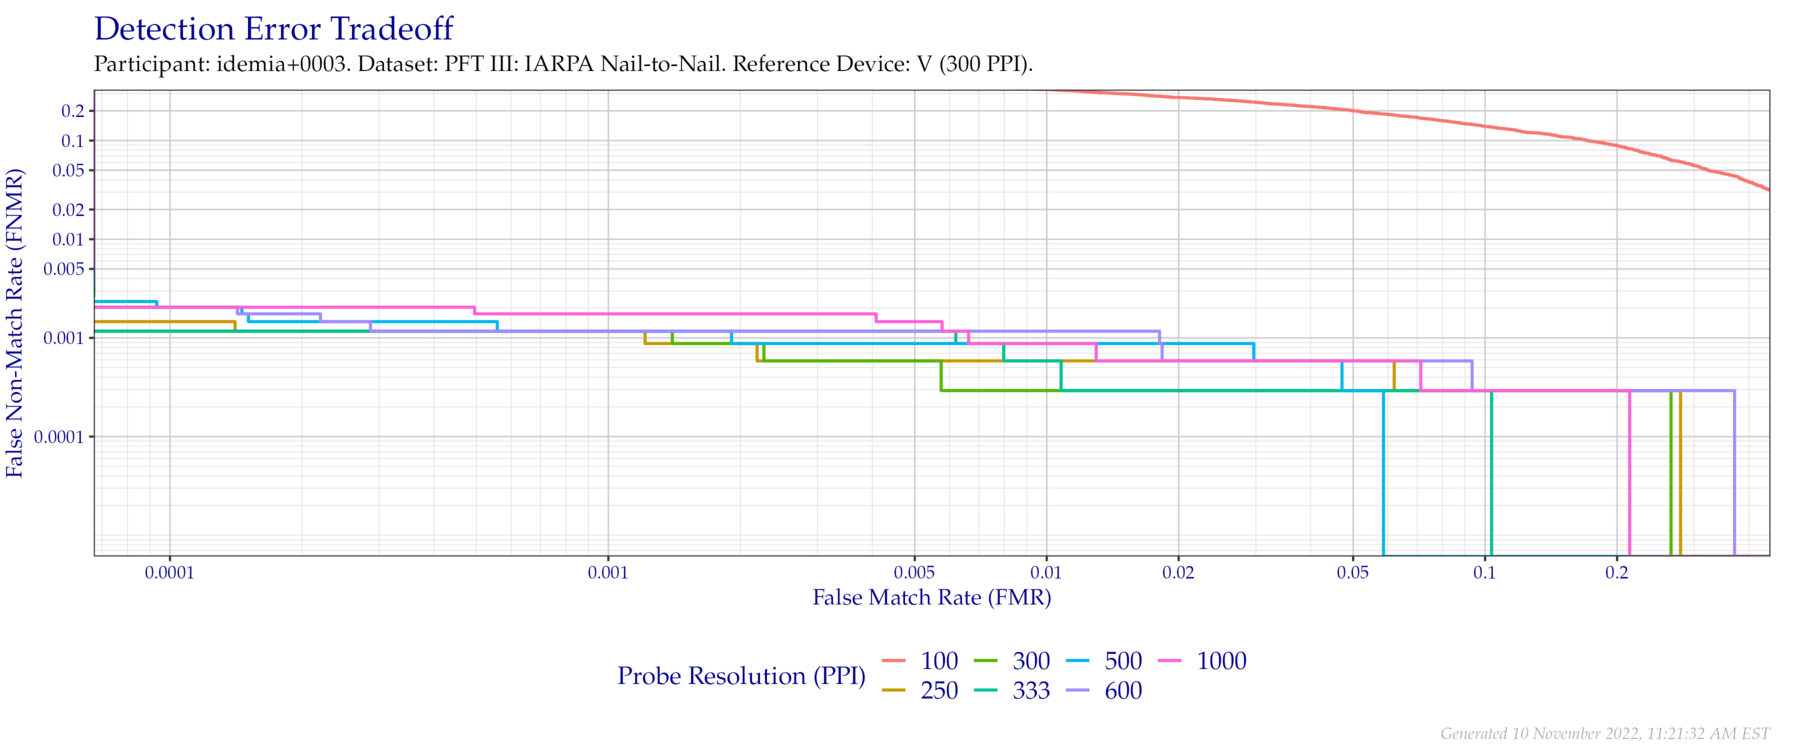 Detection Error Tradeoff
Participant: idemia+0003. Dataset: PFT III: IARPA Nail-to-Nail. Reference Device: V (300 PPI).
False Non-Match Rate (FNMR)
0.2
0.1
0.05
0.02
0.01
0.005
0.001
0.0001
0.0001 0.001 0.005 0.01 0.02 0.05 0.1 0.2
False Match Rate (FMR)
Probe Resolution (PPI)
100 300 500 1000
250 333 600
Generated 10 November 2022, 11:21:32 AM EST